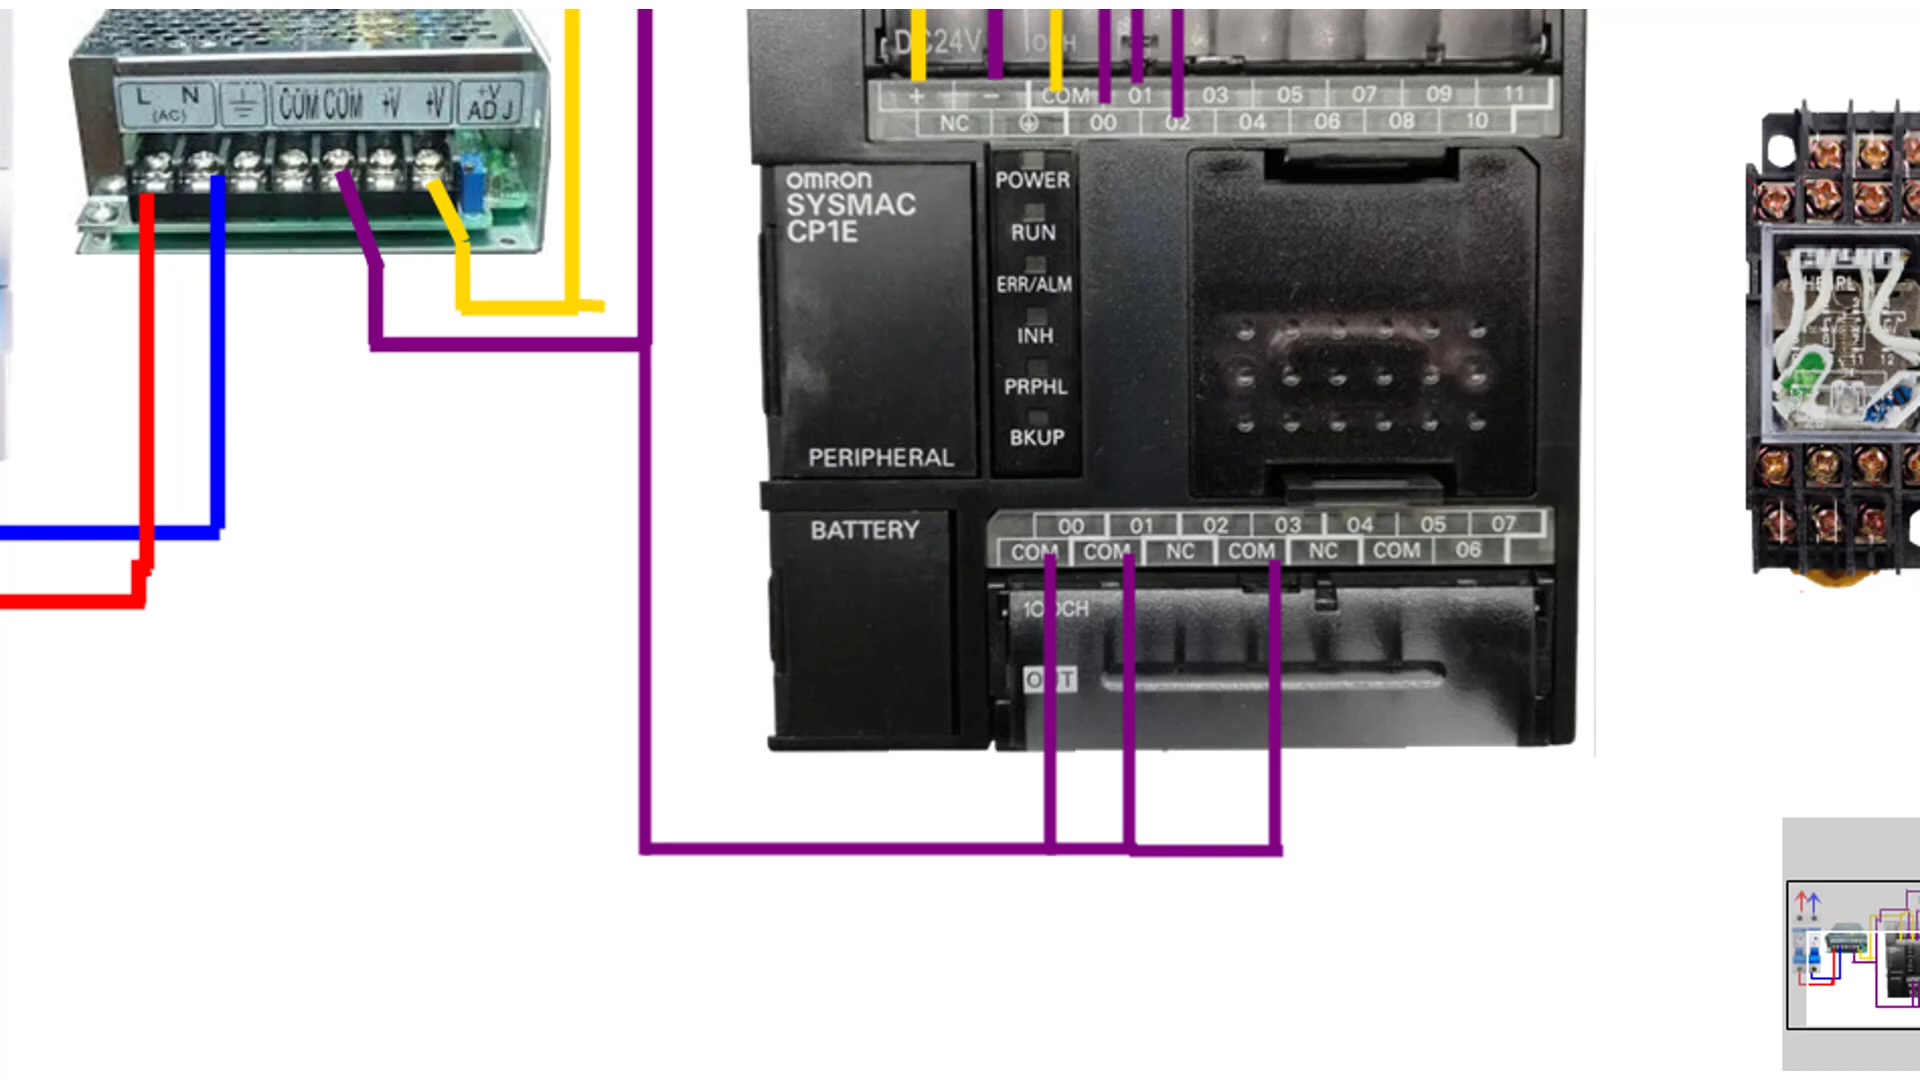 L N
(AC)
COM COM +V +V
+V
ADJ
DC24V
+ − COM 01 03 05 07 09 11
NC 00 02 04 06 08 10
OMRON
SYSMAC
CP1E
POWER
RUN
ERR/ALM
INH
PRPHL
BKUP
PERIPHERAL
BATTERY
00 01 02 03 04 05 07
COM COM NC COM NC COM 06
100CH
OUT